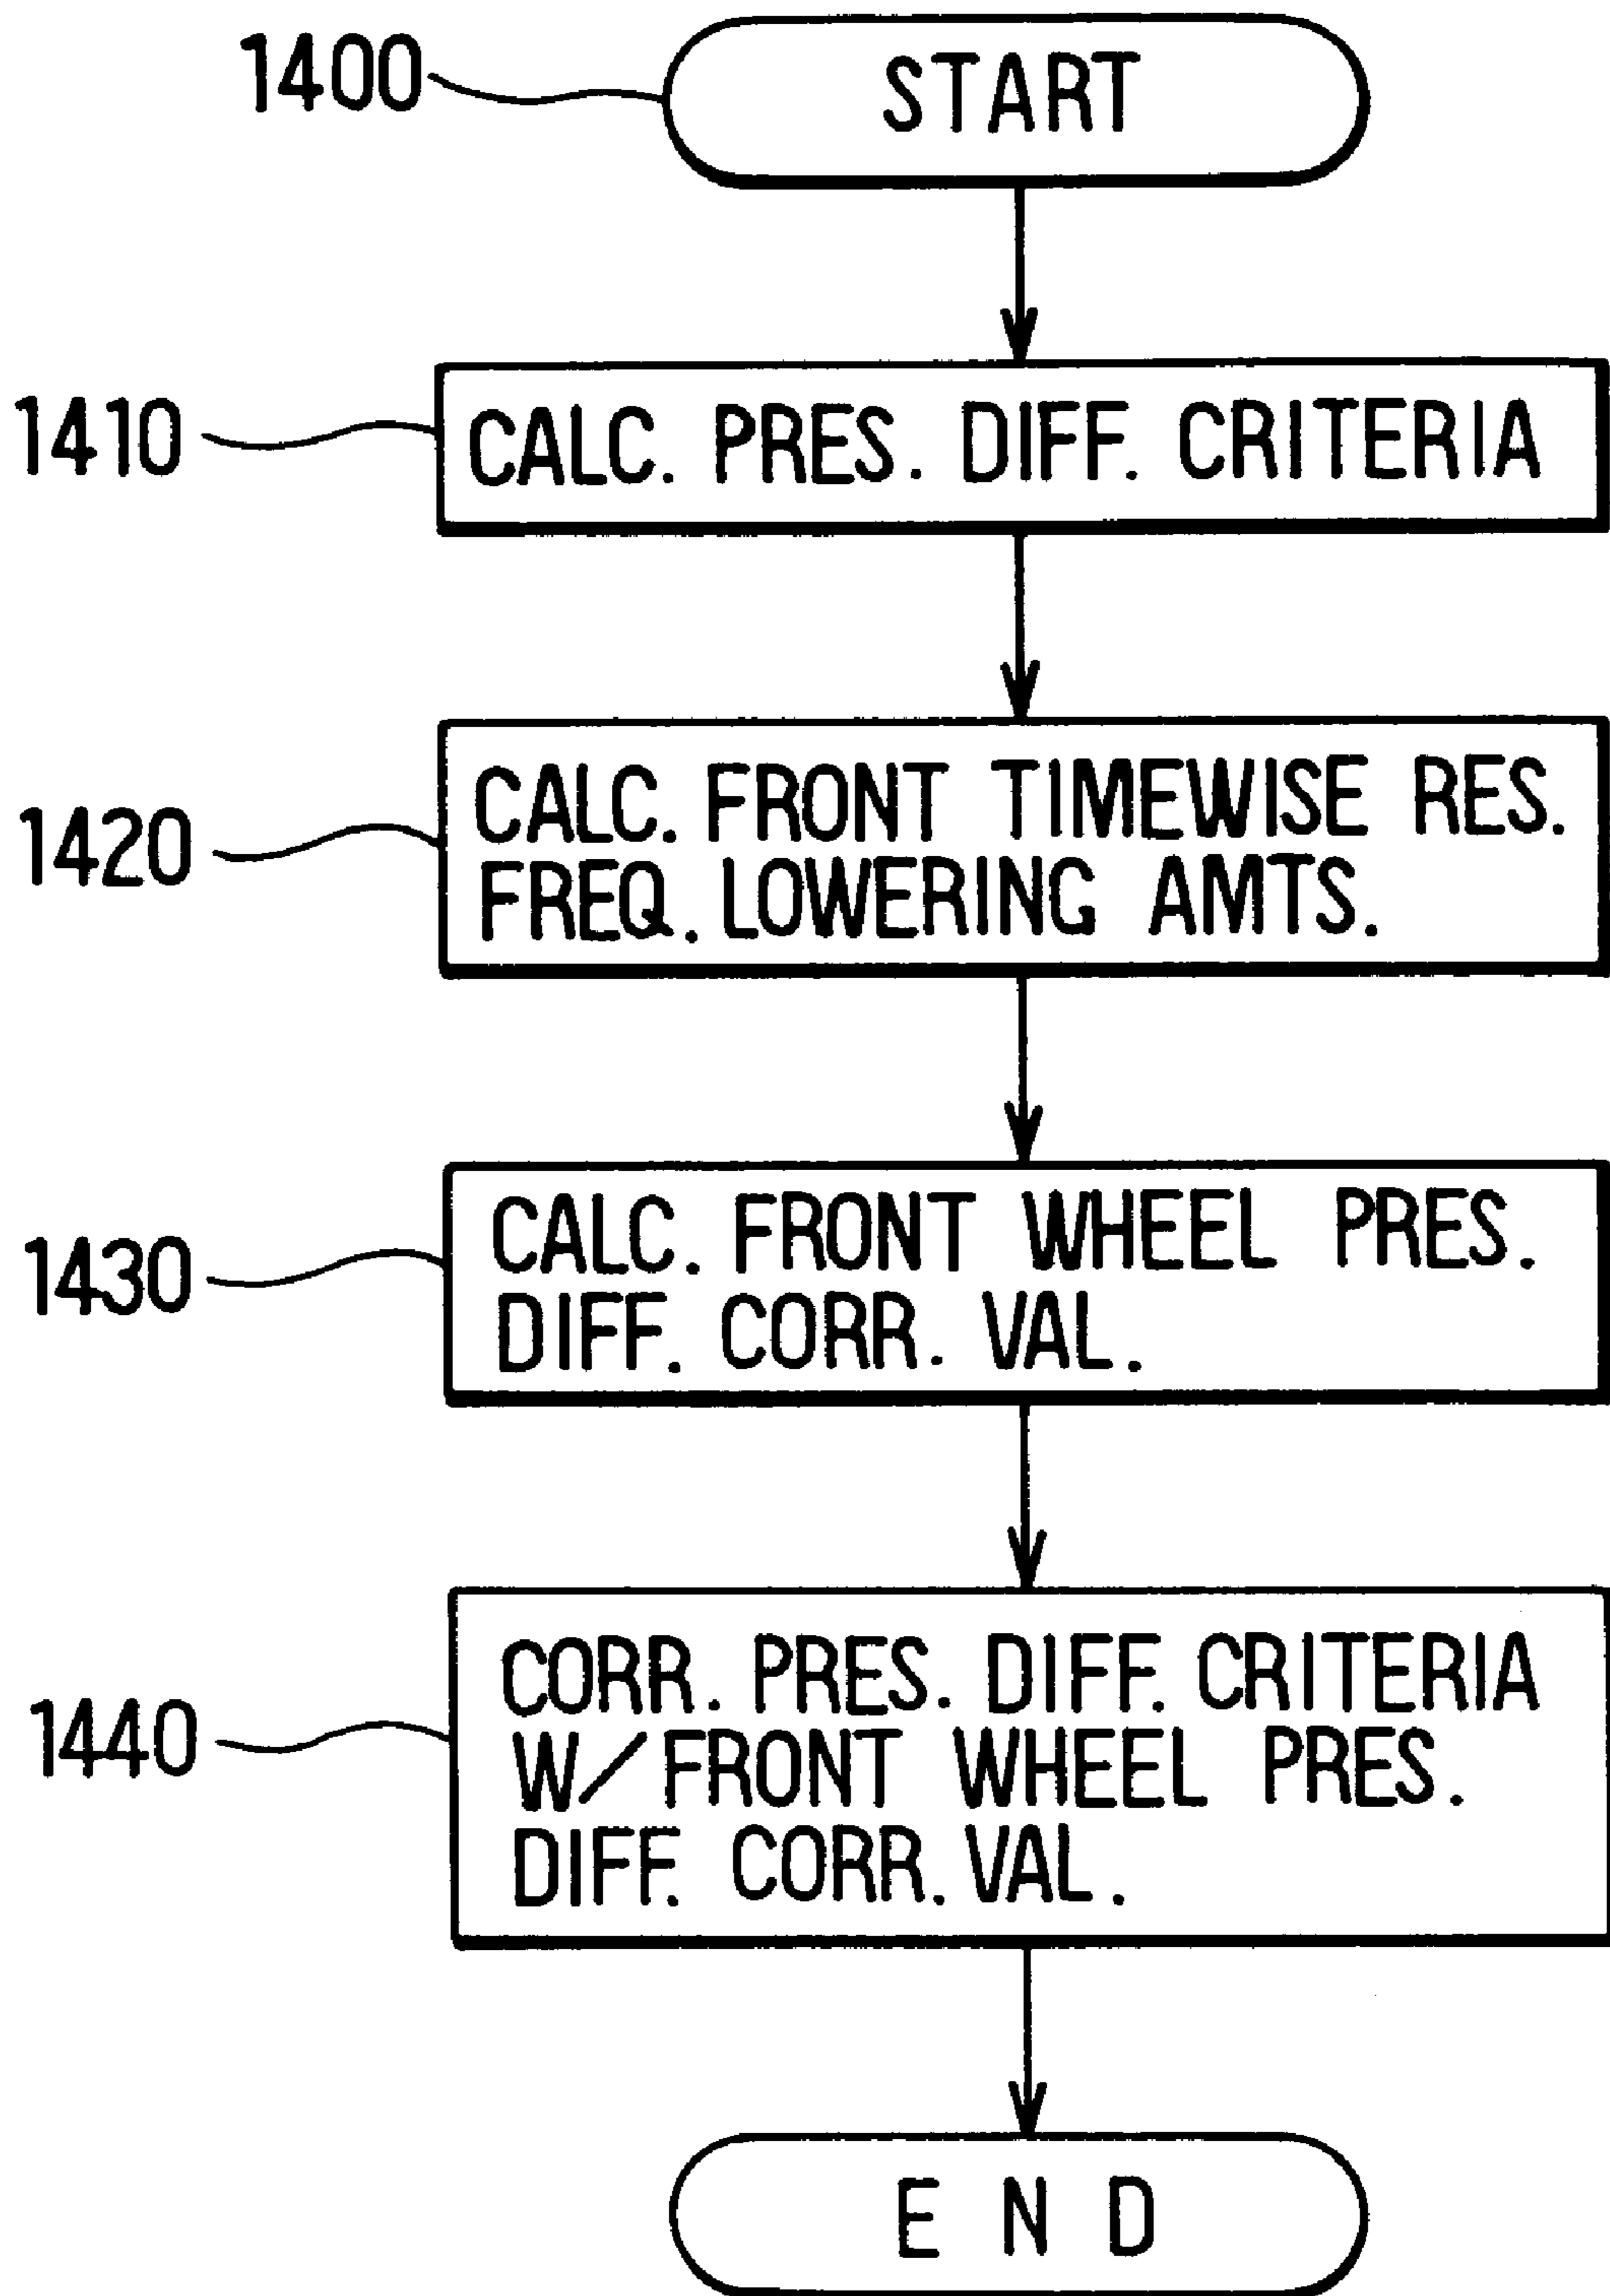 1400
START
1410
CALC. PRES. DIFF. CRITERIA
1420
CALC. FRONT TIMEWISE RES.
FREQ. LOWERING AMTS.
1430
CALC. FRONT WHEEL PRES.
DIFF. CORR. VAL.
1440
CORR. PRES. DIFF. CRITERIA
W/FRONT WHEEL PRES.
DIFF. CORR. VAL.
END